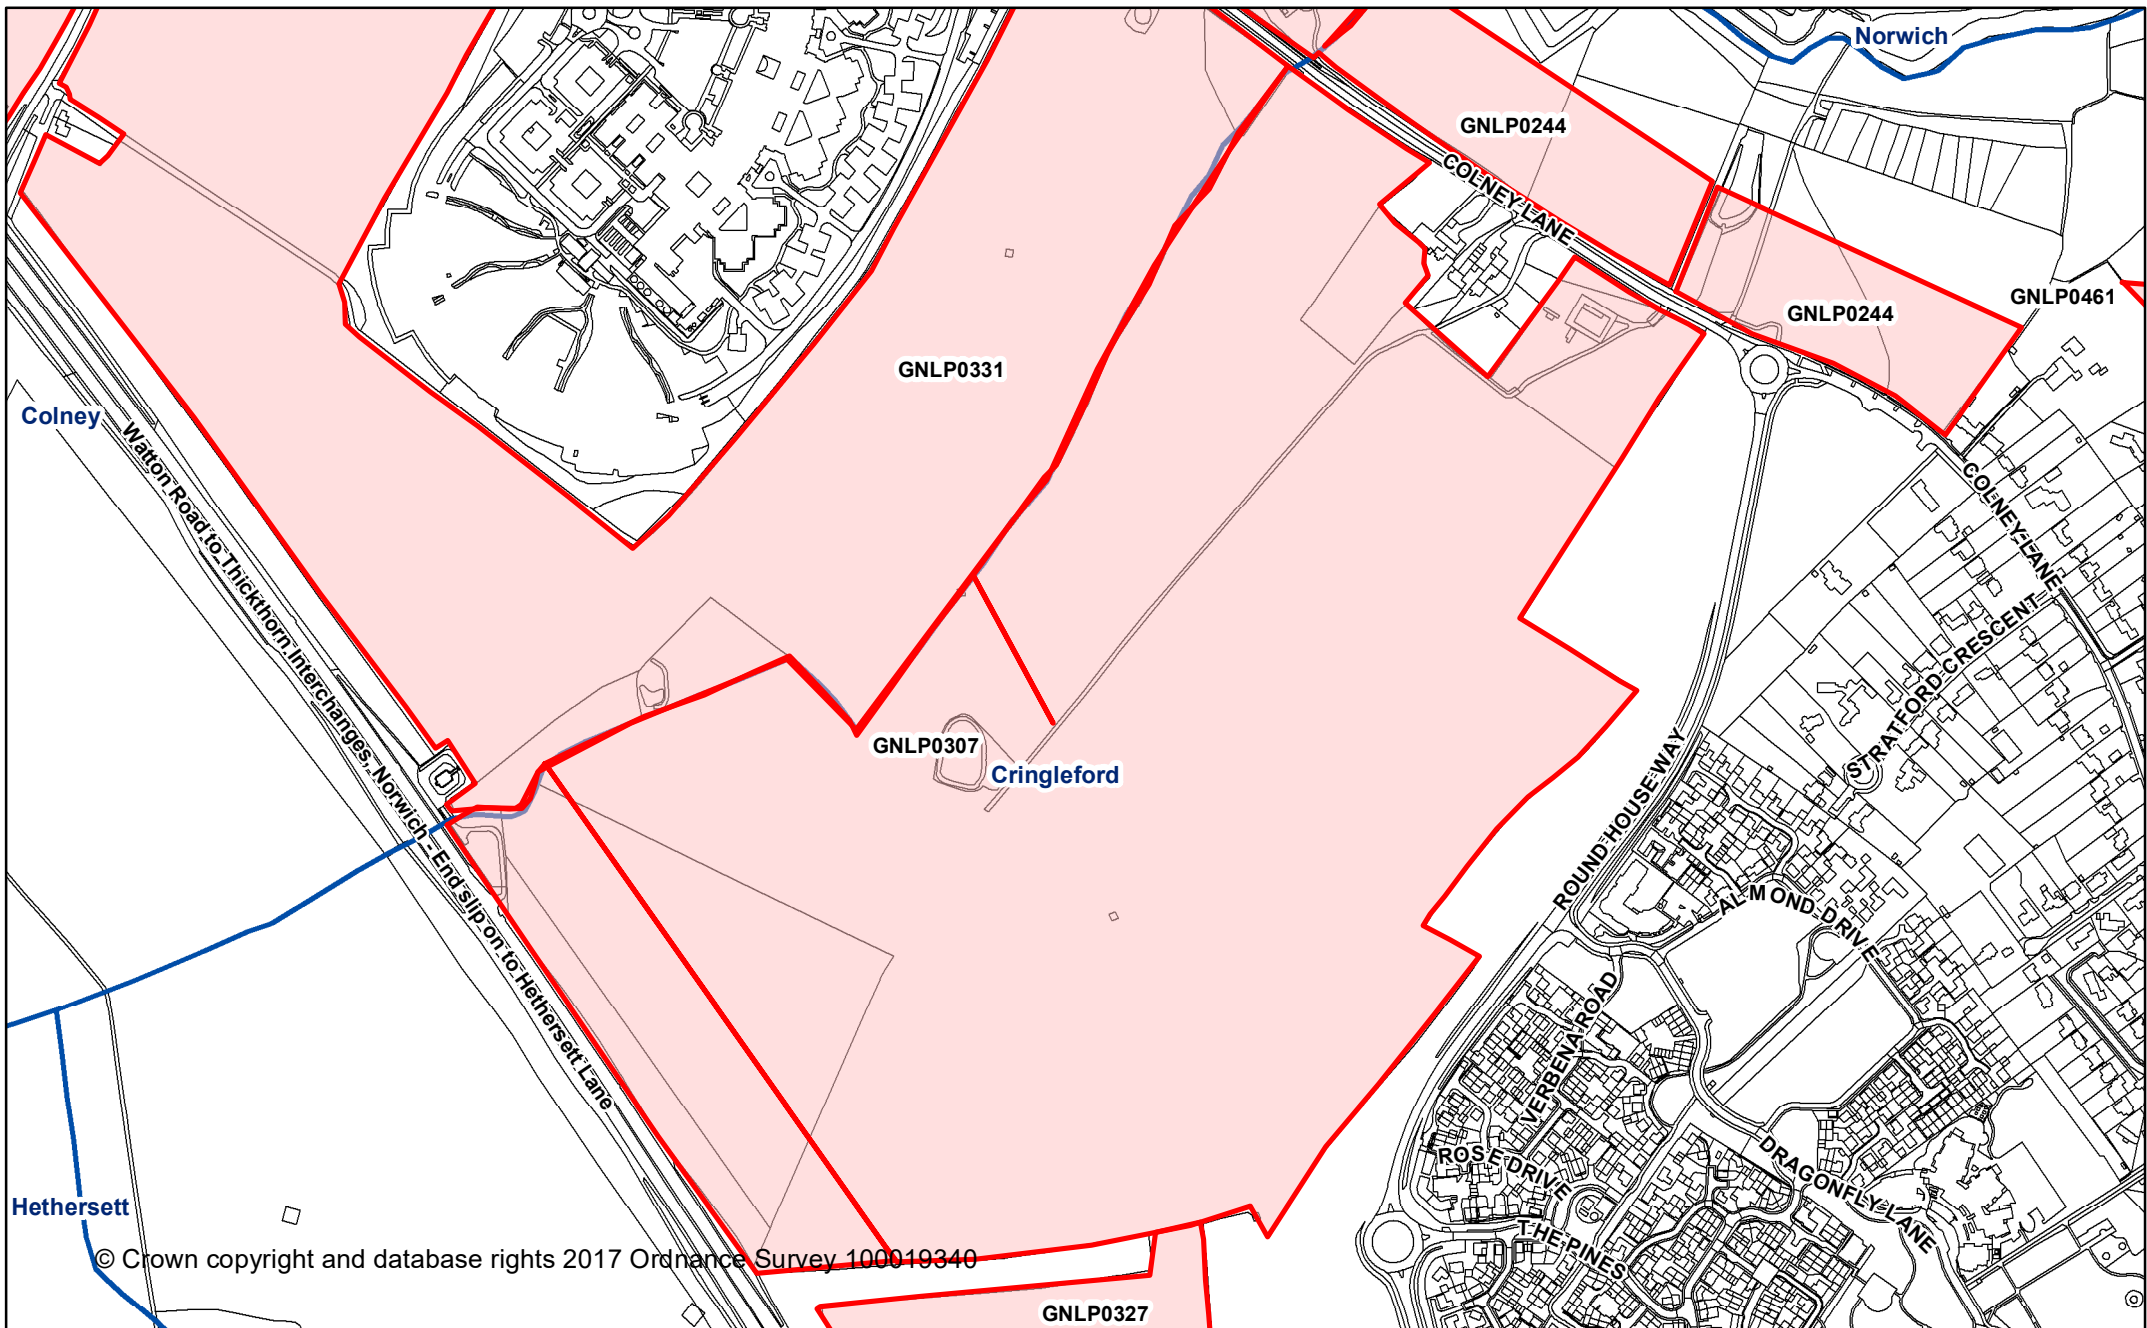 Norwich
GNLP0244
COLNEY LANE
GNLP0461
GNLP0244
GNLP0331
Colney
Watton Road to Thickthorn Interchanges, Norwich - End slip on to Hethersett Lane
COLNEY LANE
STRATFORD CRESCENT
GNLP0307
Cringleford
ROUND HOUSE WAY
ALMOND DRIVE
VERBENA ROAD
ROSE DRIVE
DRAGONFLY LANE
Hethersett
THE PINES
© Crown copyright and database rights 2017 Ordnance Survey 100019340
GNLP0327